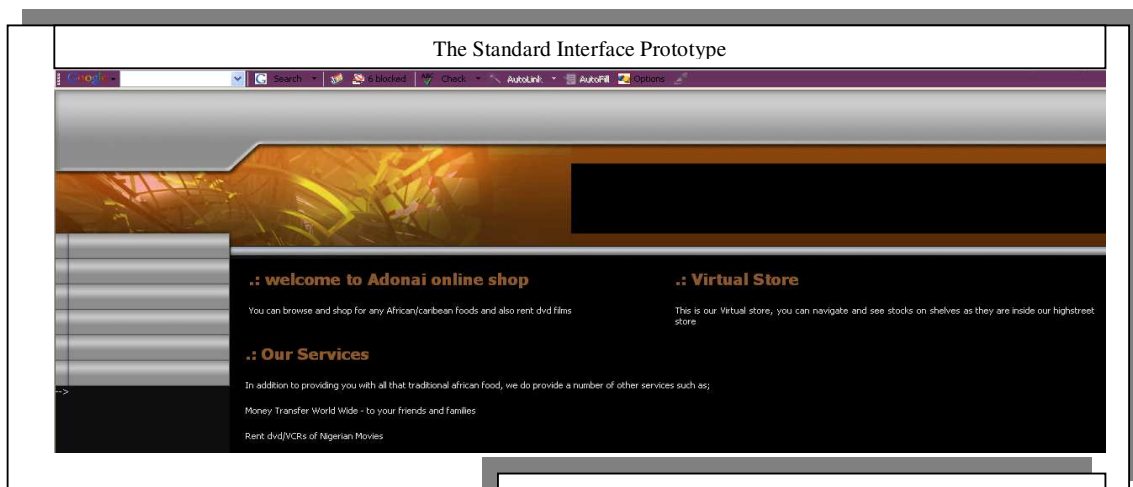 The Standard Interface Prototype
Google Search 6 blocked Check AutoLink AutoFill Options
.: welcome to Adonai online shop
You can browse and shop for any African/caribean foods and also rent dvd films
.: Virtual Store
This is our Virtual store, you can navigate and see stocks on shelves as they are inside our highstreet
store
.: Our Services
In addition to providing you with all that traditional african food, we do provide a number of other services such as;
Money Transfer World Wide - to your friends and families
Rent dvd/VCRs of Nigerian Movies
-->